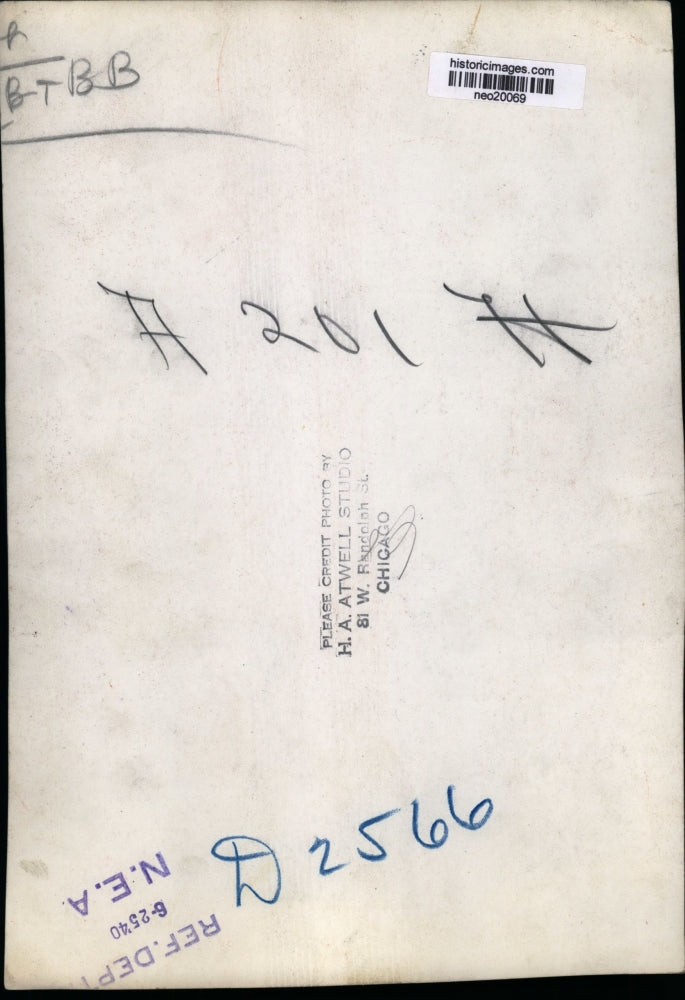 BTBB
historicimages.com
neo20069
# 201 #
PLEASE CREDIT PHOTO BY
H. A. ATWELL STUDIO
81 W. Randolph St.
CHICAGO
D 2566
REF. DEPT
6-25-40
N.E.A